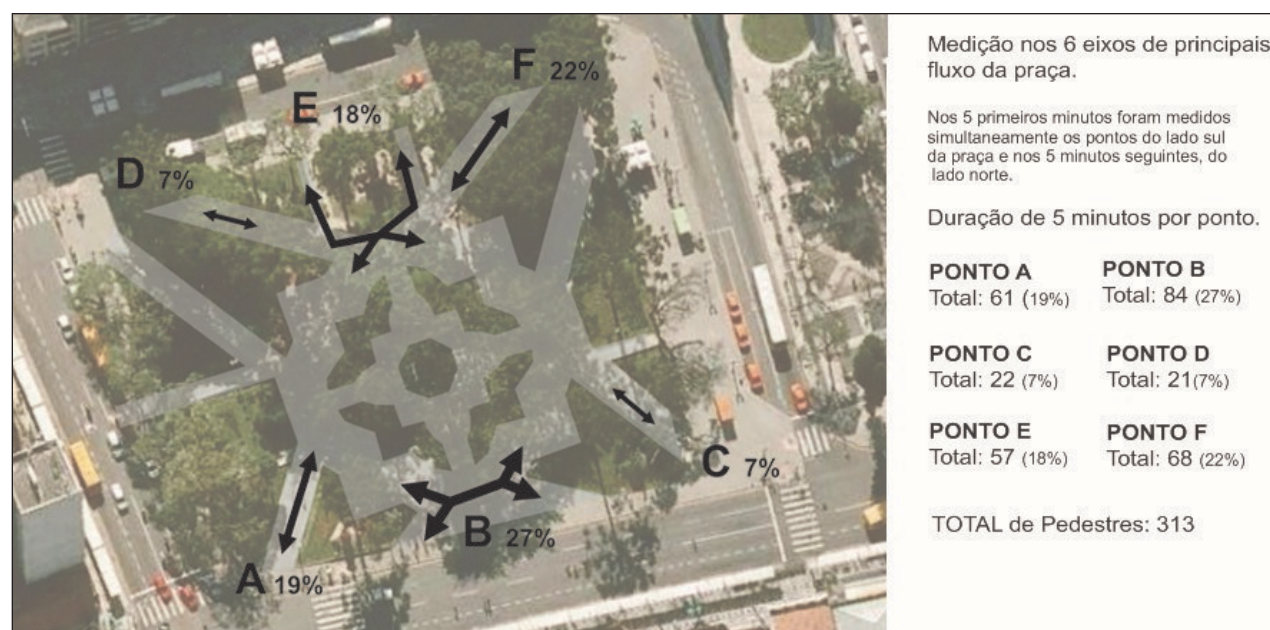 F 22%
E 18%
D 7%
C 7%
B 27%
A 19%
Medição nos 6 eixos de principais
fluxo da praça.
Nos 5 primeiros minutos foram medidos
simultaneamente os pontos do lado sul
da praça e nos 5 minutos seguintes, do
lado norte.
Duração de 5 minutos por ponto.
PONTO A PONTO B
Total: 61 (19%) Total: 84 (27%)
PONTO C PONTO D
Total: 22 (7%) Total: 21(7%)
PONTO E PONTO F
Total: 57 (18%) Total: 68 (22%)
TOTAL de Pedestres: 313